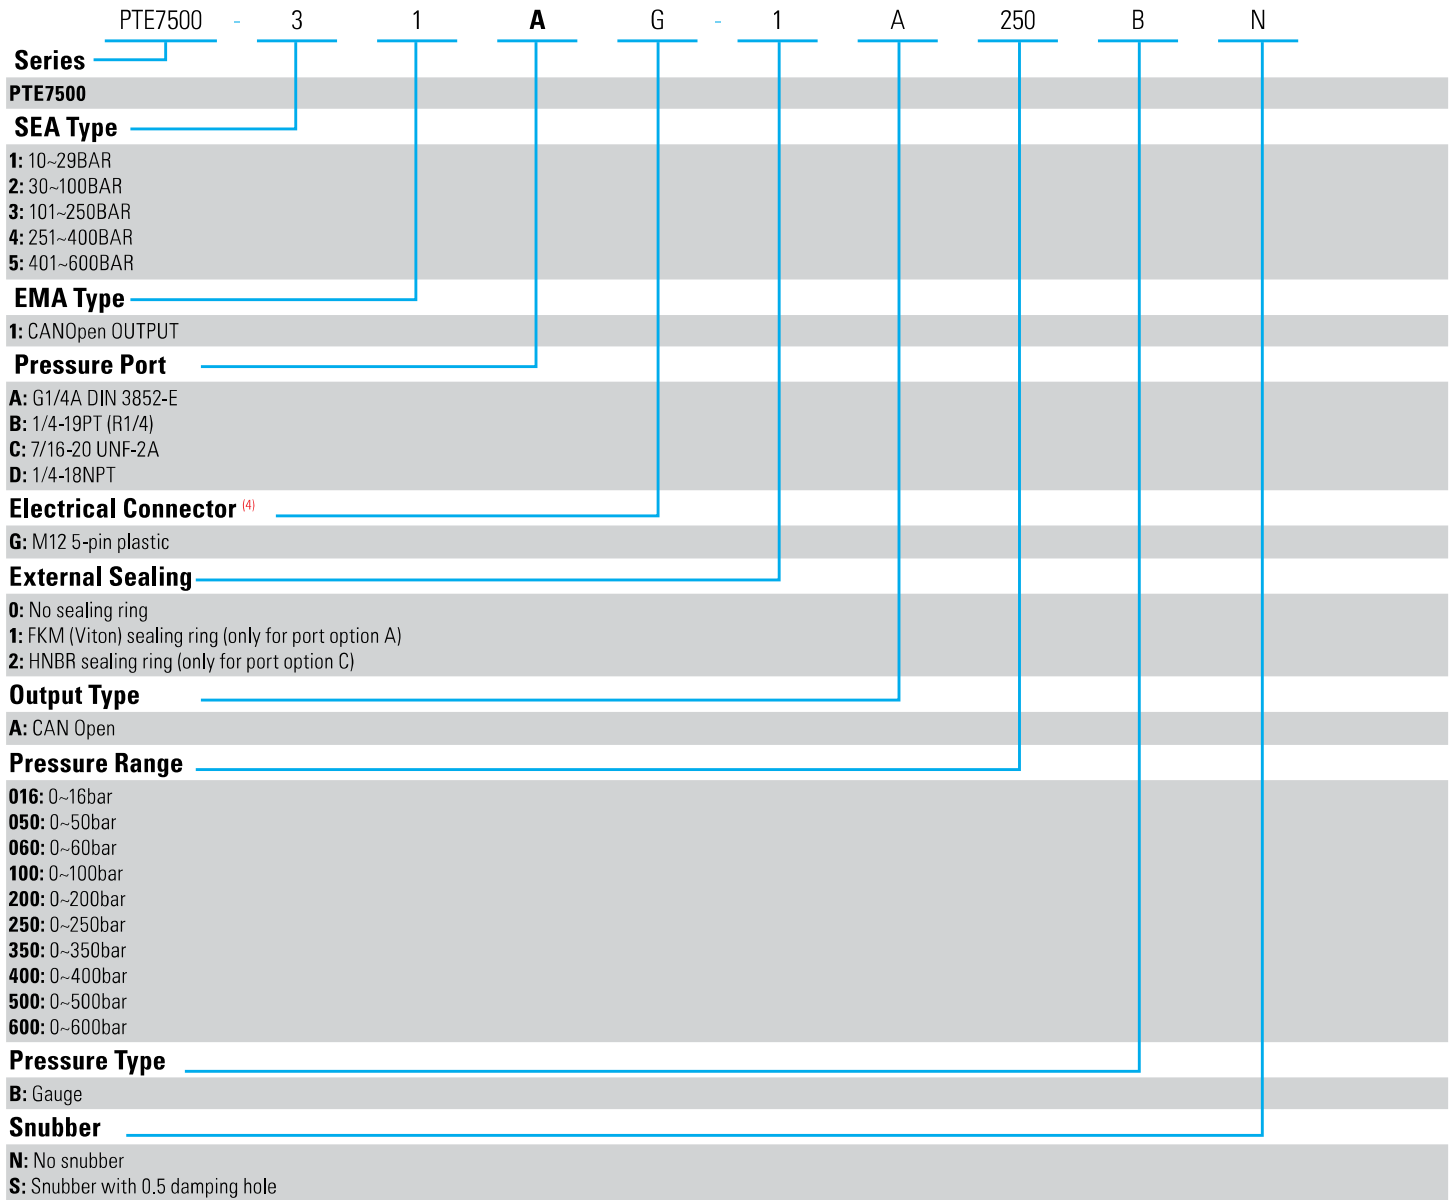 PTE7500 - 3 1 A G - 1 A 250 B N
Series
PTE7500
SEA Type
1: 10~29BAR
2: 30~100BAR
3: 101~250BAR
4: 251~400BAR
5: 401~600BAR
EMA Type
1: CANOpen OUTPUT
Pressure Port
A: G1/4A DIN 3852-E
B: 1/4-19PT (R1/4)
C: 7/16-20 UNF-2A
D: 1/4-18NPT
Electrical Connector (4)
G: M12 5-pin plastic
External Sealing
0: No sealing ring
1: FKM (Viton) sealing ring (only for port option A)
2: HNBR sealing ring (only for port option C)
Output Type
A: CAN Open
Pressure Range
016: 0~16bar
050: 0~50bar
060: 0~60bar
100: 0~100bar
200: 0~200bar
250: 0~250bar
350: 0~350bar
400: 0~400bar
500: 0~500bar
600: 0~600bar
Pressure Type
B: Gauge
Snubber
N: No snubber
S: Snubber with 0.5 damping hole